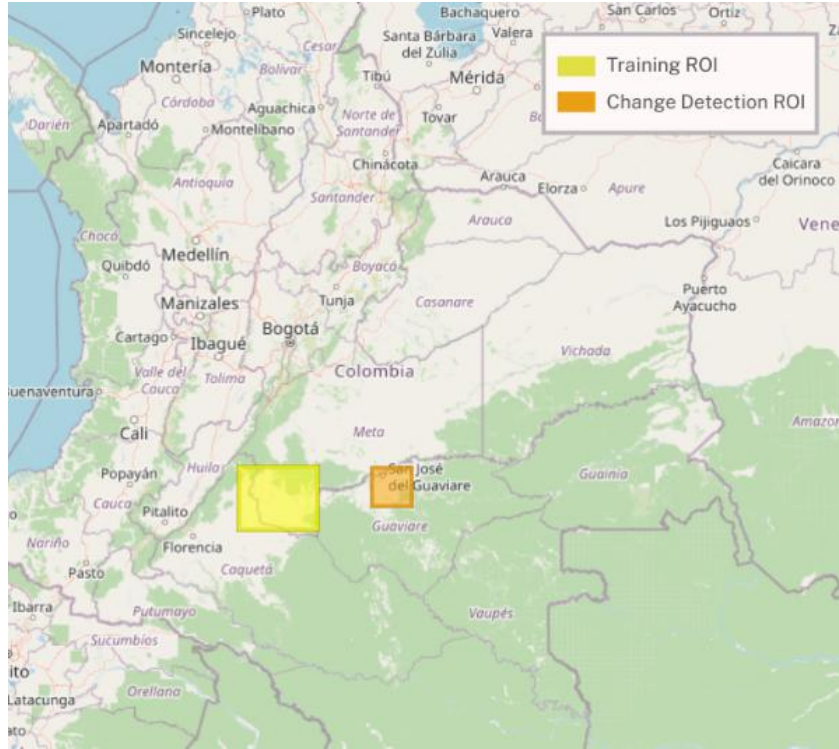 Plato
Bachaquero
San Carlos
Ortiz
Sincelejo
Cesar
Santa Bárbara
del Zulia
Valera
Training ROI
Montería
Bolívar
Tibú
Mérida
Córdoba
Aguachica
Norte de
Santander
Tovar
Change Detection ROI
Darién
Apartadó
Montelíbano
Chinácota
Caicara
del Orinoco
Antioquia
Santander
Arauca
Elorza
Apure
Arauca
Los Pijiguaos
Vene
Chocó
Medellín
Quibdó
Boyacá
Casanare
Puerto
Ayacucho
Manizales
Tunja
Cartago
Ibagué
Bogotá
Vichada
Valle del
Cauca
Tolima
Colombia
Buenaventura
Meta
Amazon
Cali
Popayán
Huila
San José
del Guaviare
Guainía
Cauca
Pitalito
Guaviare
Nariño
Florencia
Pasto
Caquetá
Ibarra
Putumayo
Vaupés
Sucumbíos
ito
Orellana
Latacunga
ato